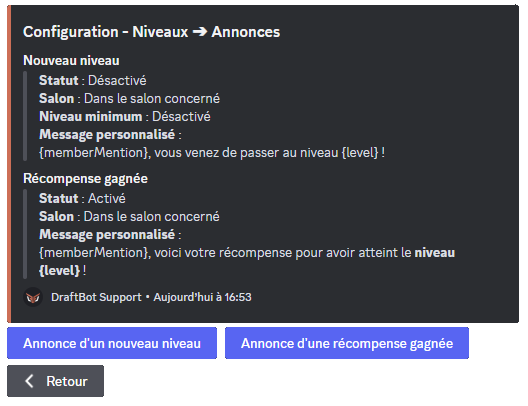 Configuration - Niveaux ➔ Annonces
Nouveau niveau
Statut : Désactivé
Salon : Dans le salon concerné
Niveau minimum : Désactivé
Message personnalisé :
{memberMention}, vous venez de passer au niveau {level} !
Récompense gagnée
Statut : Activé
Salon : Dans le salon concerné
Message personnalisé :
{memberMention}, voici votre récompense pour avoir atteint le niveau
{level} !
DraftBot Support • Aujourd'hui à 16:53
Annonce d'un nouveau niveau
Annonce d'une récompense gagnée
Retour